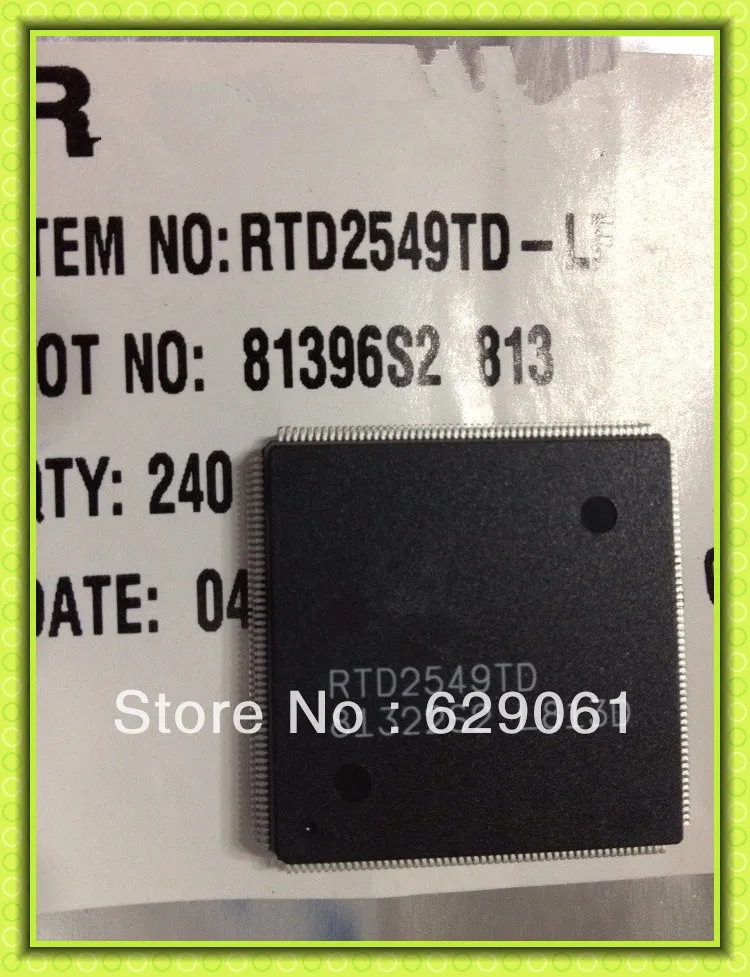 R
TEM NO:RTD2549TD-L
OT NO: 81396S2 813
QTY: 240
DATE: 04
RTD2549TD
Store No : 629061